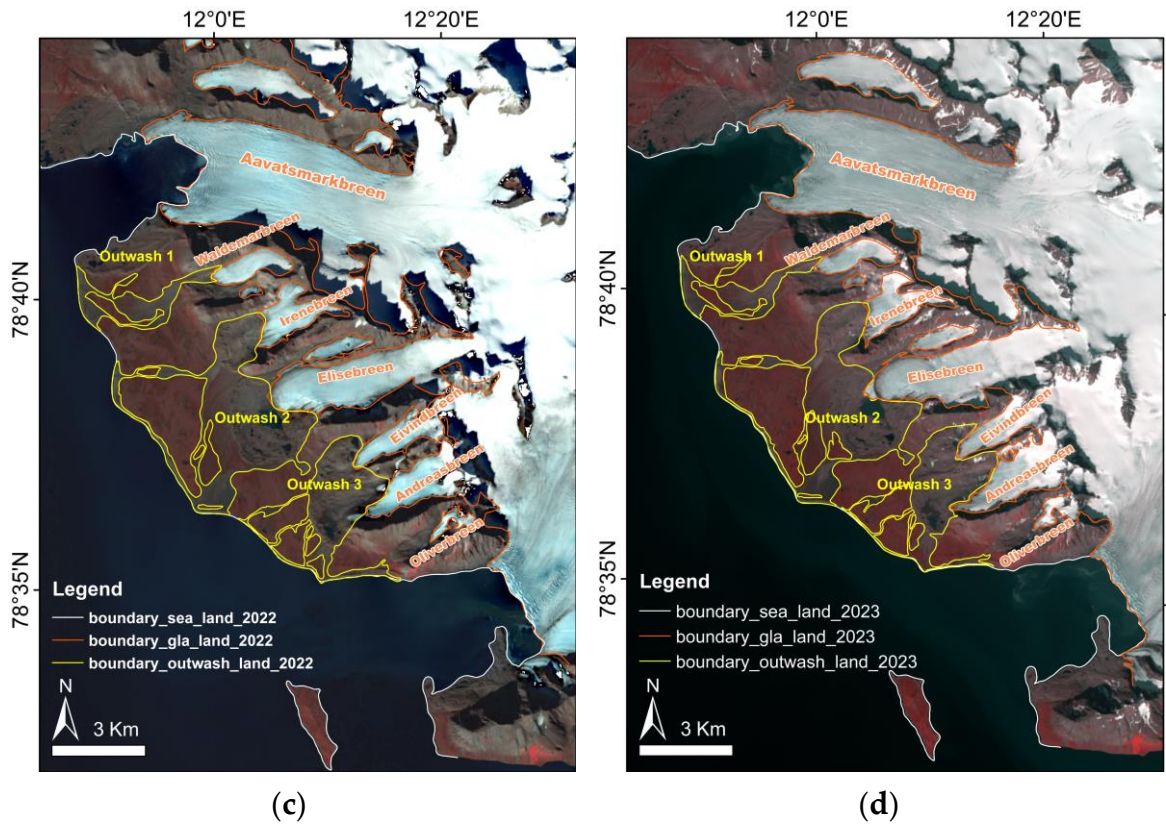 12°0'E
12°20'E
Aavatsmarkbreen
Waldemarbreen
Outwash 1
78°40'N
Irenebreen
Elisebreen
Outwash 2
Eivindbreen
Outwash 3
Andreasbreen
Oliverbreen
78°35'N
Legend
boundary_sea_land_2022
boundary_gla_land_2022
boundary_outwash_land_2022
N
3 Km
(c)
12°0'E
12°20'E
Aavatsmarkbreen
Waldemarbreen
Outwash 1
78°40'N
Irenebreen
Elisebreen
Outwash 2
Eivindbreen
Outwash 3
Andreasbreen
Oliverbreen
78°35'N
Legend
boundary_sea_land_2023
boundary_gla_land_2023
boundary_outwash_land_2023
N
3 Km
(d)